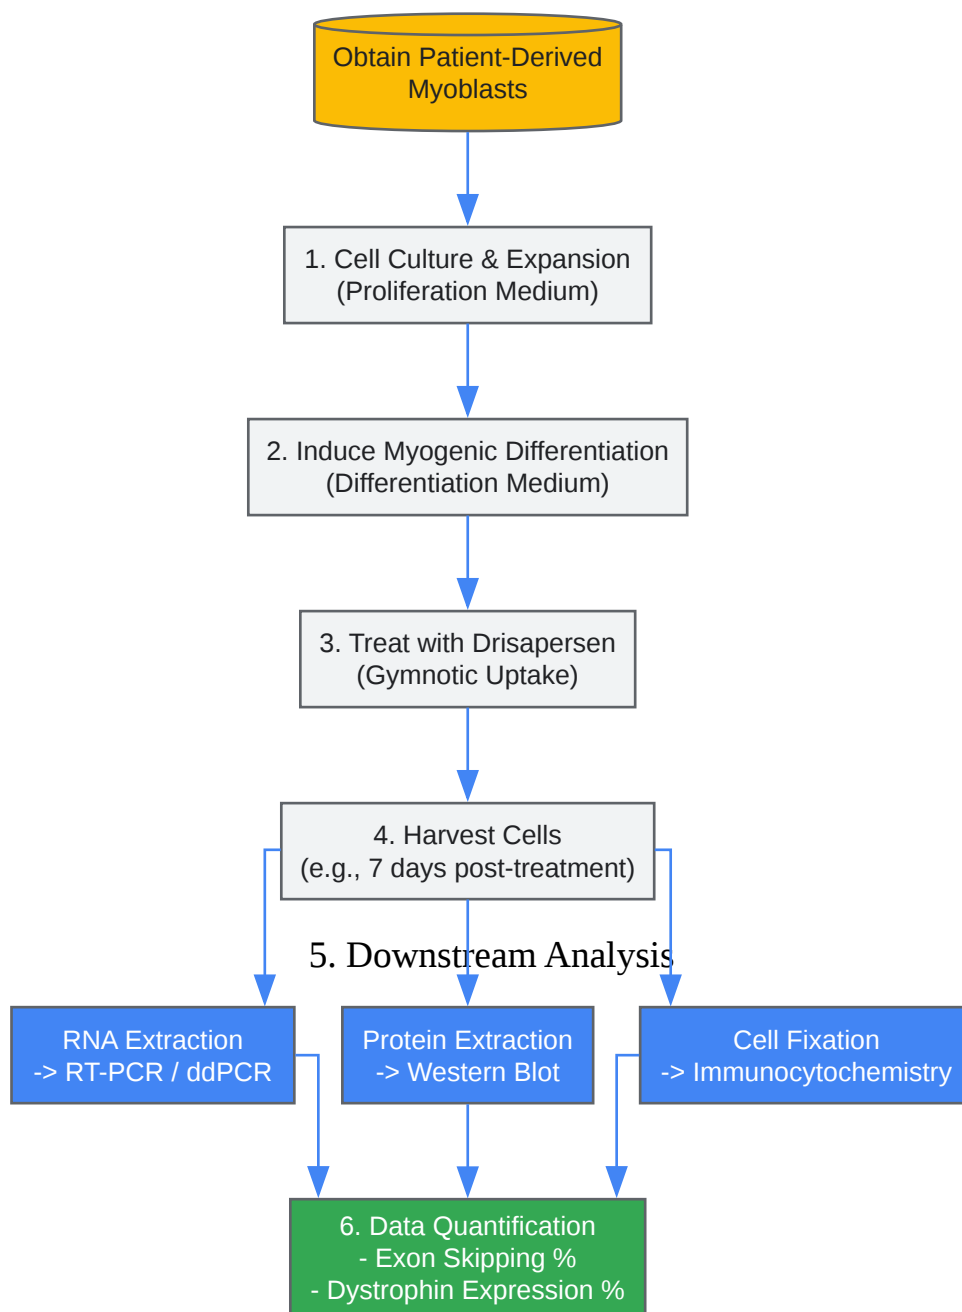 Obtain Patient-Derived
Myoblasts
1. Cell Culture & Expansion
(Proliferation Medium)
2. Induce Myogenic Differentiation
(Differentiation Medium)
3. Treat with Drisapersen
(Gymnotic Uptake)
4. Harvest Cells
(e.g., 7 days post-treatment)
5. Downstream Analysis
RNA Extraction
-> RT-PCR / ddPCR
Protein Extraction
-> Western Blot
Cell Fixation
-> Immunocytochemistry
6. Data Quantification
- Exon Skipping %
- Dystrophin Expression %